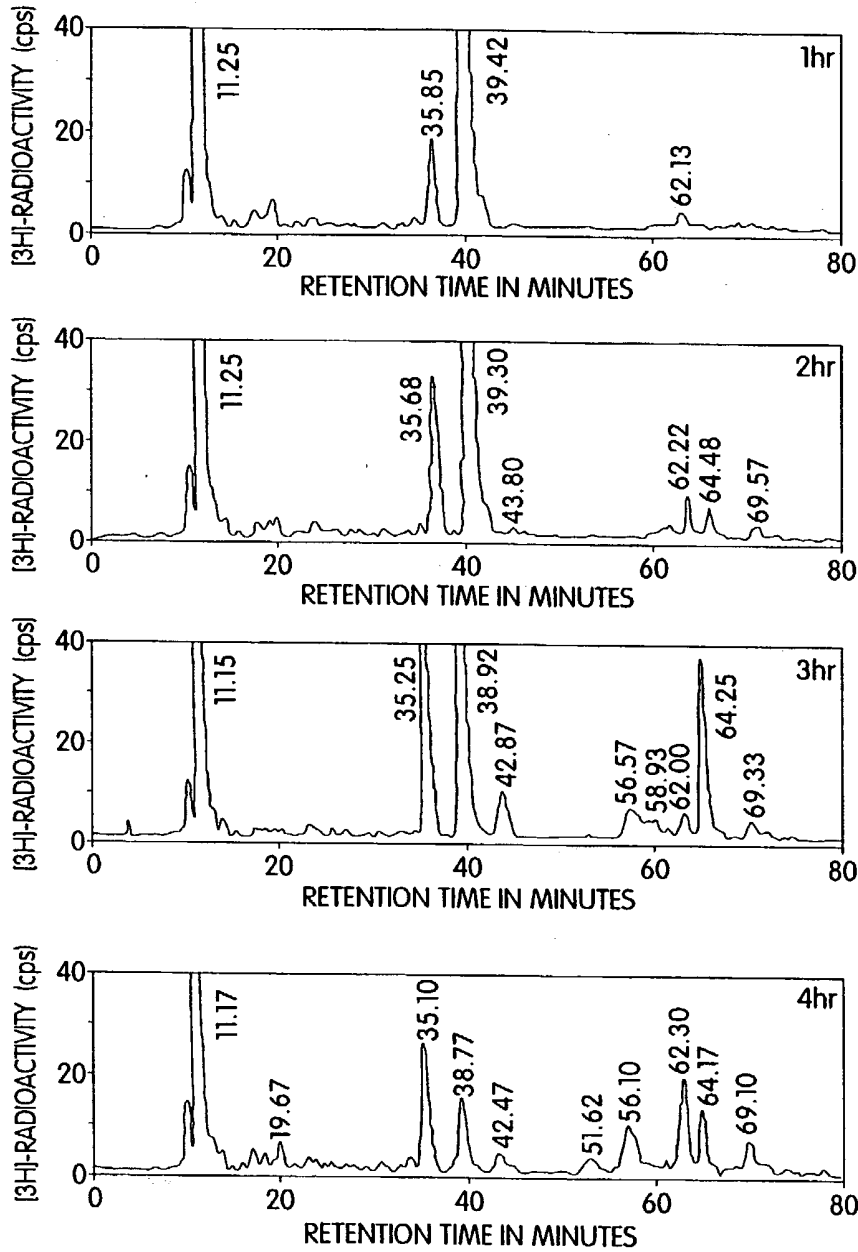 [3H]-RADIOACTIVITY (cps)
40
20
0
11.25
35.85
39.42
62.13
1hr
0 20 40 60 80
RETENTION TIME IN MINUTES
[3H]-RADIOACTIVITY (cps)
40
20
0
11.25
35.68
39.30
43.80
62.22
64.48
69.57
2hr
0 20 40 60 80
RETENTION TIME IN MINUTES
[3H]-RADIOACTIVITY (cps)
40
20
0
11.15
35.25
38.92
42.87
56.57
58.93
62.00
64.25
69.33
3hr
0 20 40 60 80
RETENTION TIME IN MINUTES
[3H]-RADIOACTIVITY (cps)
40
20
0
11.17
19.67
35.10
38.77
42.47
51.62
56.10
62.30
64.17
69.10
4hr
0 20 40 60 80
RETENTION TIME IN MINUTES